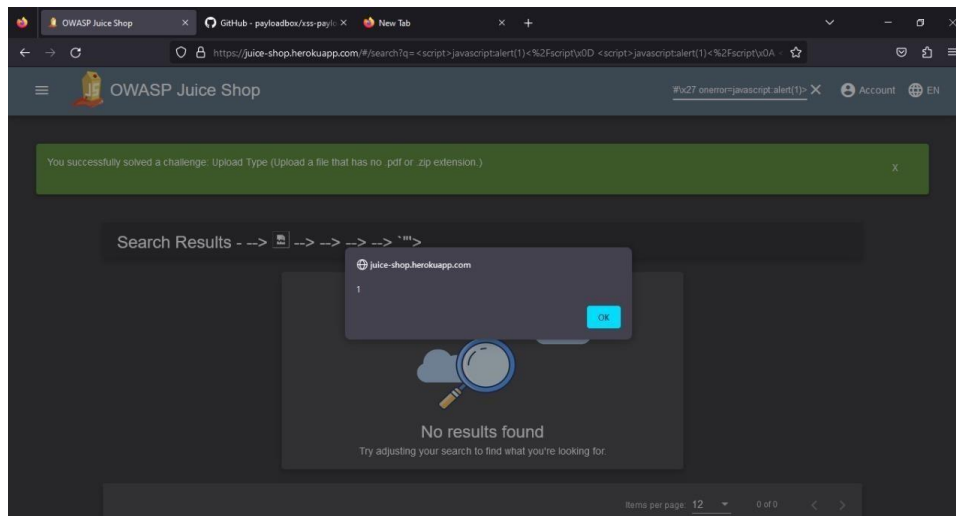 OWASP Juice Shop
GitHub - payloadbox/xss-paylo
New Tab
https://juice-shop.herokuapp.com/#/search?q=<script>javascript:alert(1)<%2Fscript\x0D <script>javascript:alert(1)<%2Fscript\x0A
OWASP Juice Shop
#\x27 onerror=javascript:alert(1)>
Account
EN
You successfully solved a challenge: Upload Type (Upload a file that has no .pdf or .zip extension.)
X
Search Results - --> --> --> --> --> `"'>
juice-shop.herokuapp.com
1
OK
No results found
Try adjusting your search to find what you're looking for.
Items per page: 12
0 of 0